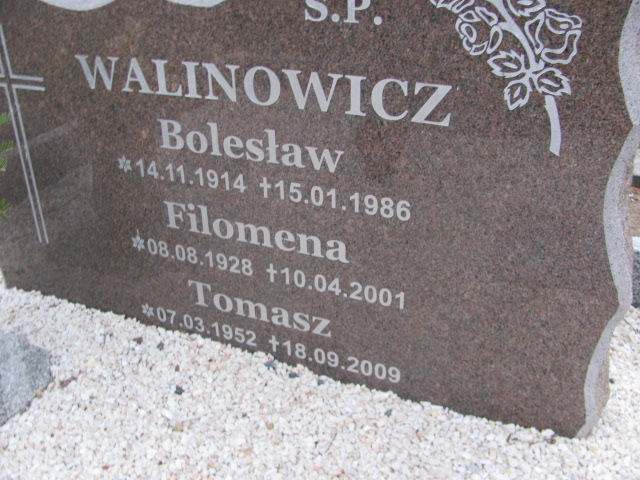 Ś.P.
WALINOWICZ
Bolesław
*14.11.1914 †15.01.1986
Filomena
*08.08.1928 †10.04.2001
Tomasz
*07.03.1952 †18.09.2009